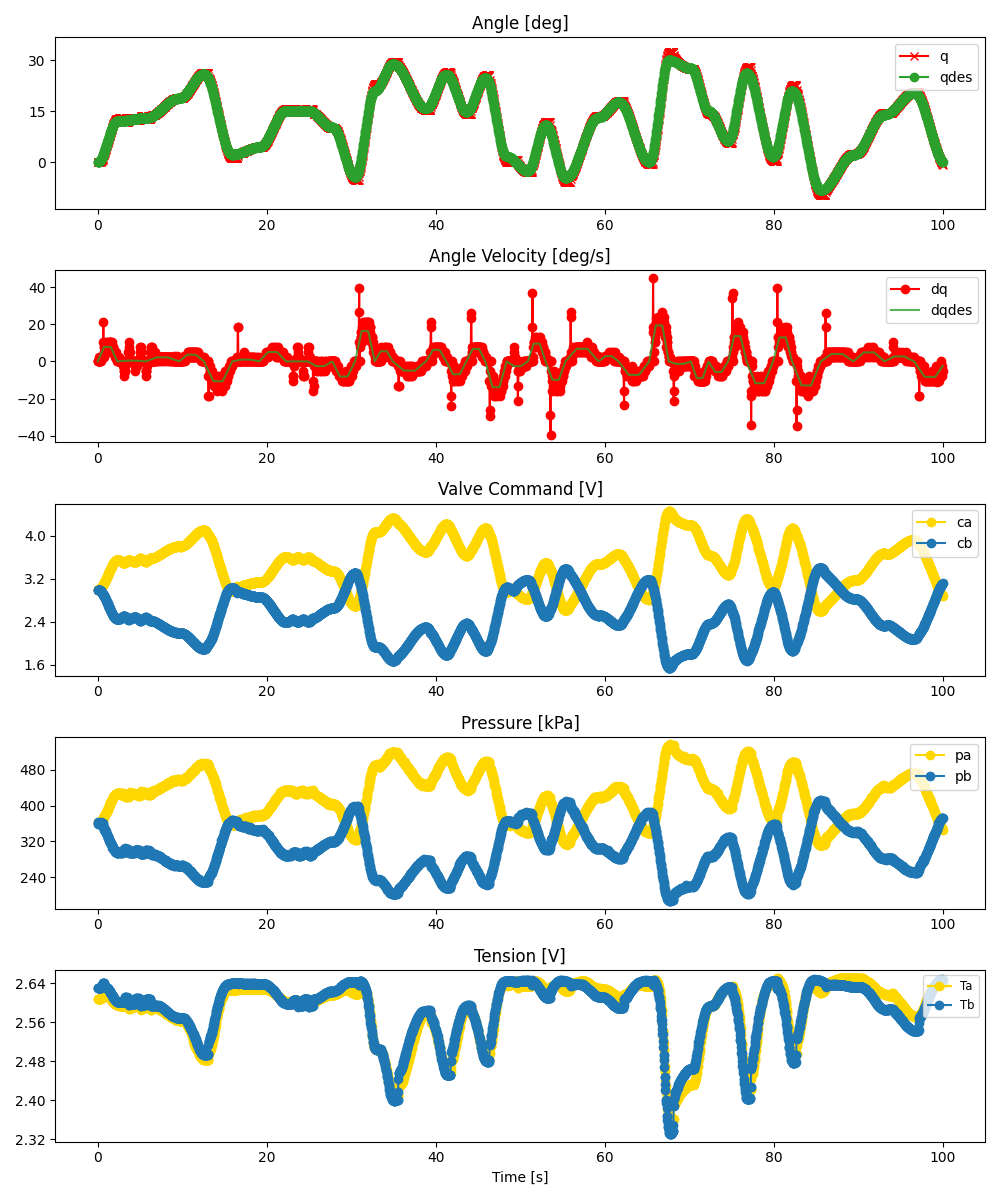 Angle [deg]
30
15
0
q
qdes
0 20 40 60 80 100
Angle Velocity [deg/s]
40
20
0
−20
−40
dq
dqdes
0 20 40 60 80 100
Valve Command [V]
4.0
3.2
2.4
1.6
ca
cb
0 20 40 60 80 100
Pressure [kPa]
480
400
320
240
pa
pb
0 20 40 60 80 100
Tension [V]
2.64
2.56
2.48
2.40
2.32
Ta
Tb
0 20 40 60 80 100
Time [s]